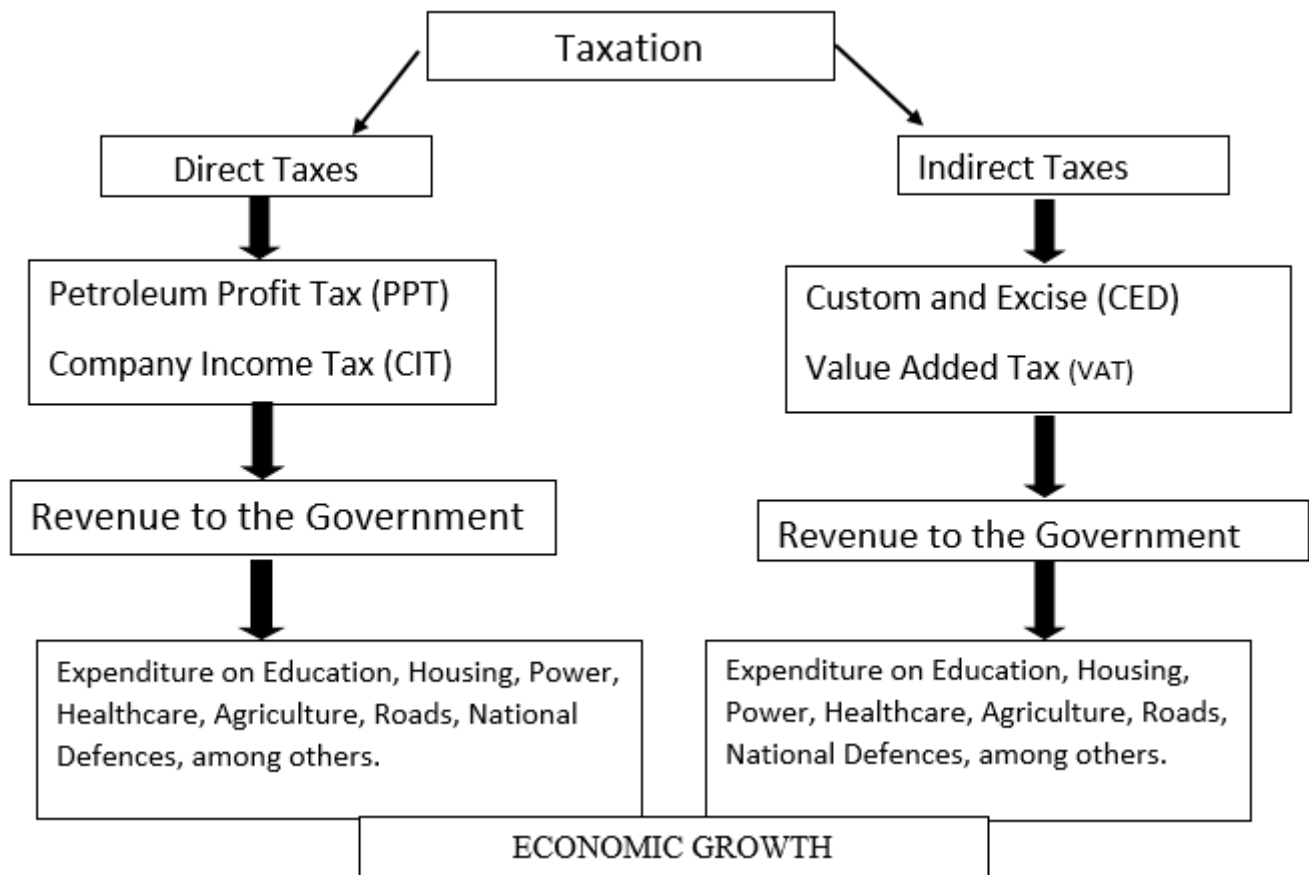 Taxation
Direct Taxes
Indirect Taxes
Petroleum Profit Tax (PPT)
Company Income Tax (CIT)
Custom and Excise (CED)
Value Added Tax (VAT)
Revenue to the Government
Revenue to the Government
Expenditure on Education, Housing, Power,
Healthcare, Agriculture, Roads, National
Defences, among others.
Expenditure on Education, Housing,
Power, Healthcare, Agriculture, Roads,
National Defences, among others.
ECONOMIC GROWTH